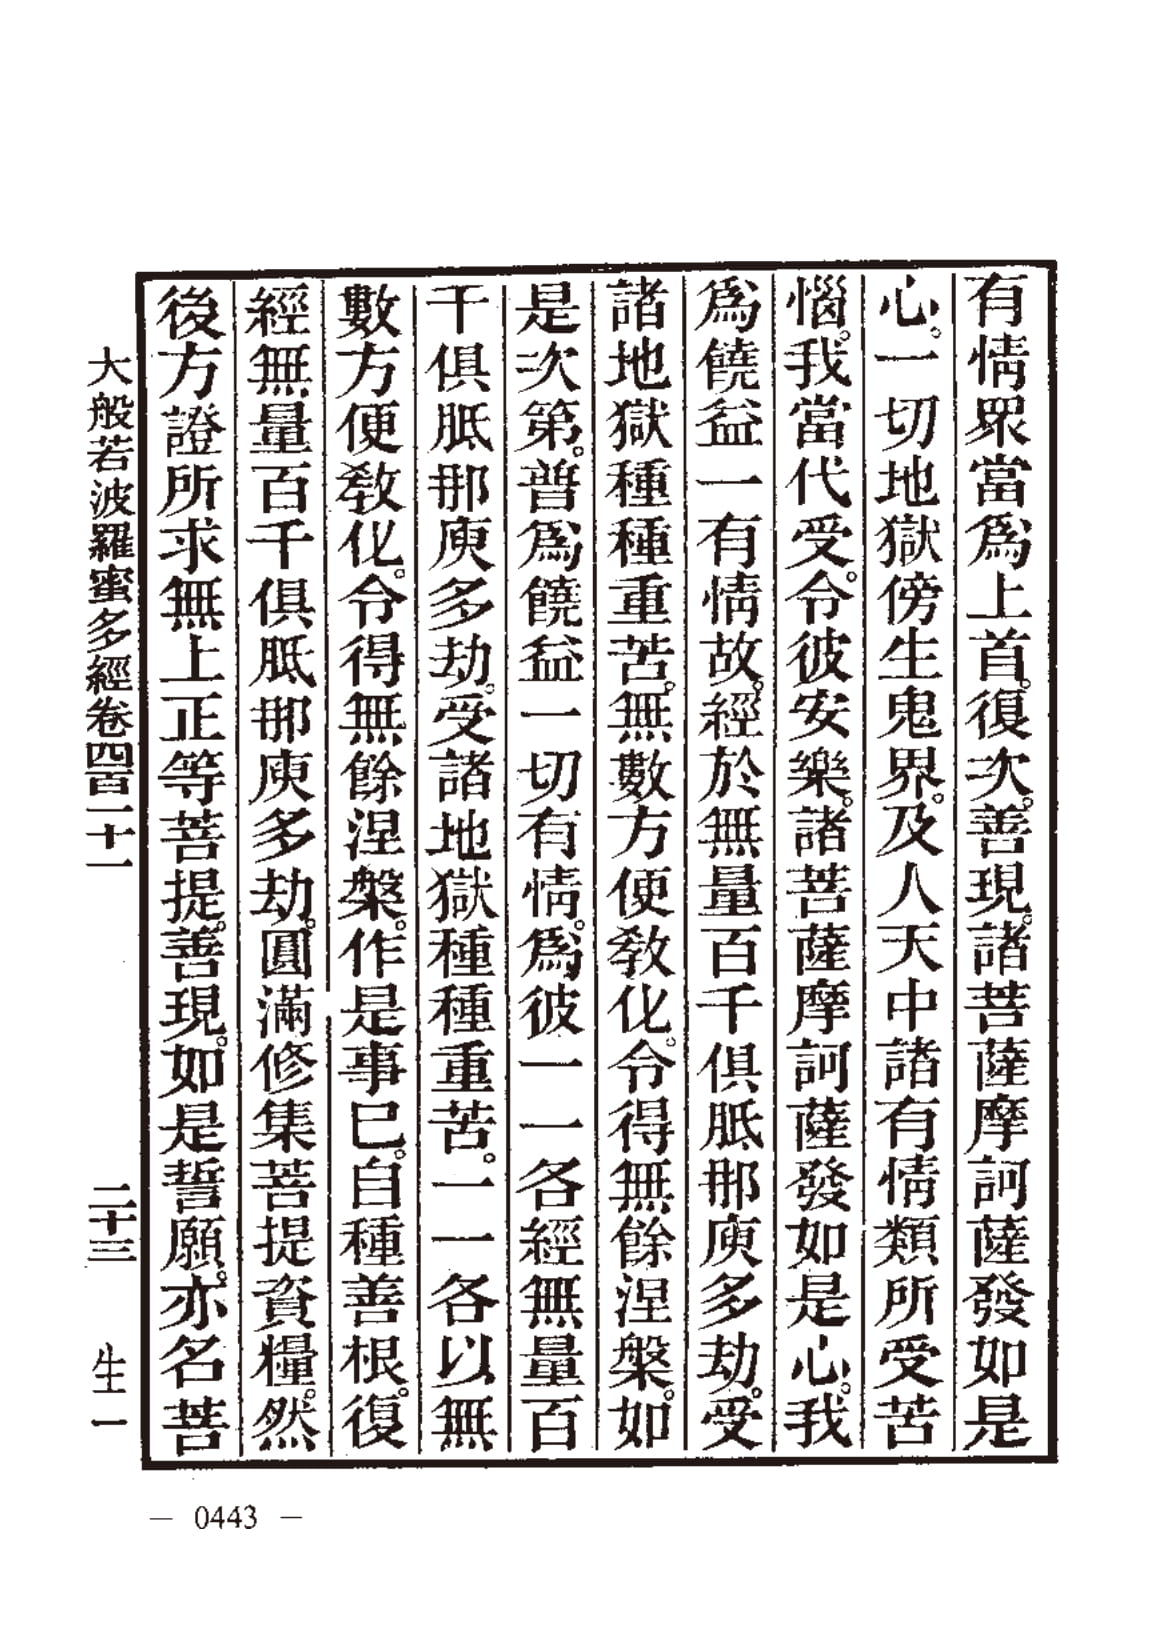 有情眾當爲上首。復次。善現。諸菩薩摩訶薩發如是
心。一切地獄傍生鬼界。及人天中諸有情類所受苦
惱。我當代受。令彼安樂。諸菩薩摩訶薩發如是心。我
爲饒益一有情故。經於無量百千俱胝那庾多劫。受
諸地獄種種重苦。無數方便敎化。令得無餘涅槃。如
是次第。普爲饒益一切有情。爲彼一一各經無量百
千俱胝那庾多劫。受諸地獄種種重苦。一一各以無
數方便敎化。令得無餘涅槃。作是事已。自種善根。復
經無量百千俱胝那庾多劫。圓滿修集菩提資糧。然
後方證所求無上正等菩提。善現。如是誓願。亦名菩
大般若波羅蜜多經卷四百一十一 二十三 生一
— 0443 —